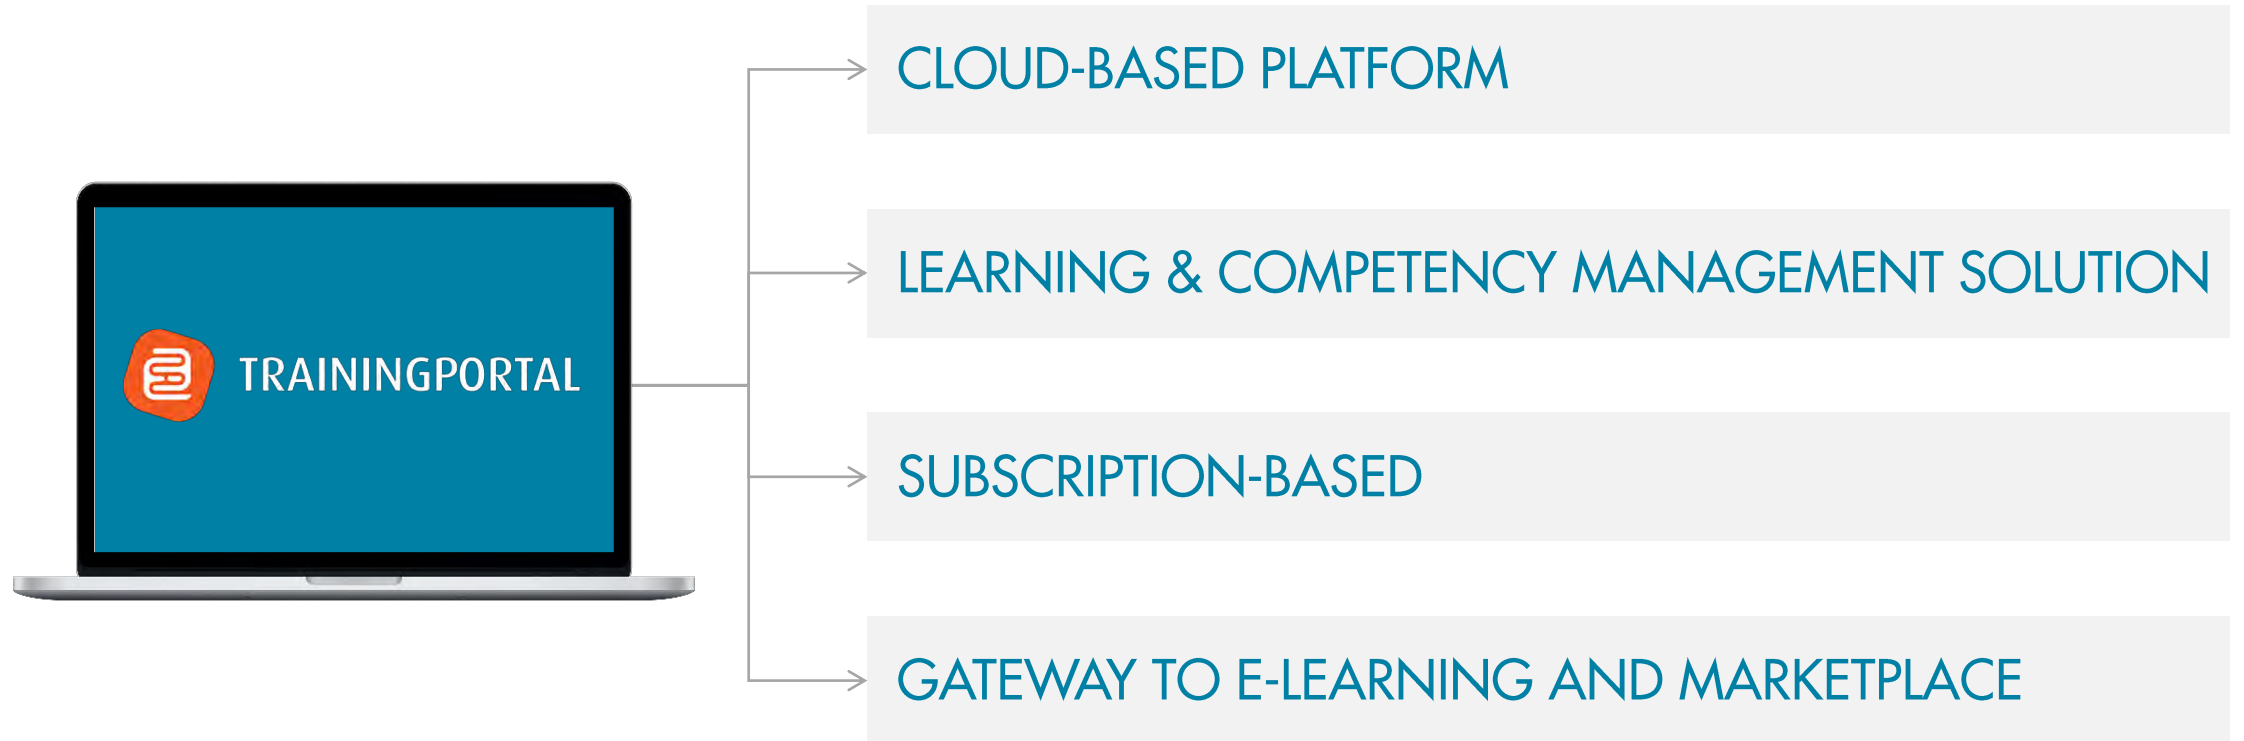 TRAININGPORTAL
CLOUD-BASED PLATFORM
LEARNING & COMPETENCY MANAGEMENT SOLUTION
SUBSCRIPTION-BASED
GATEWAY TO E-LEARNING AND MARKETPLACE